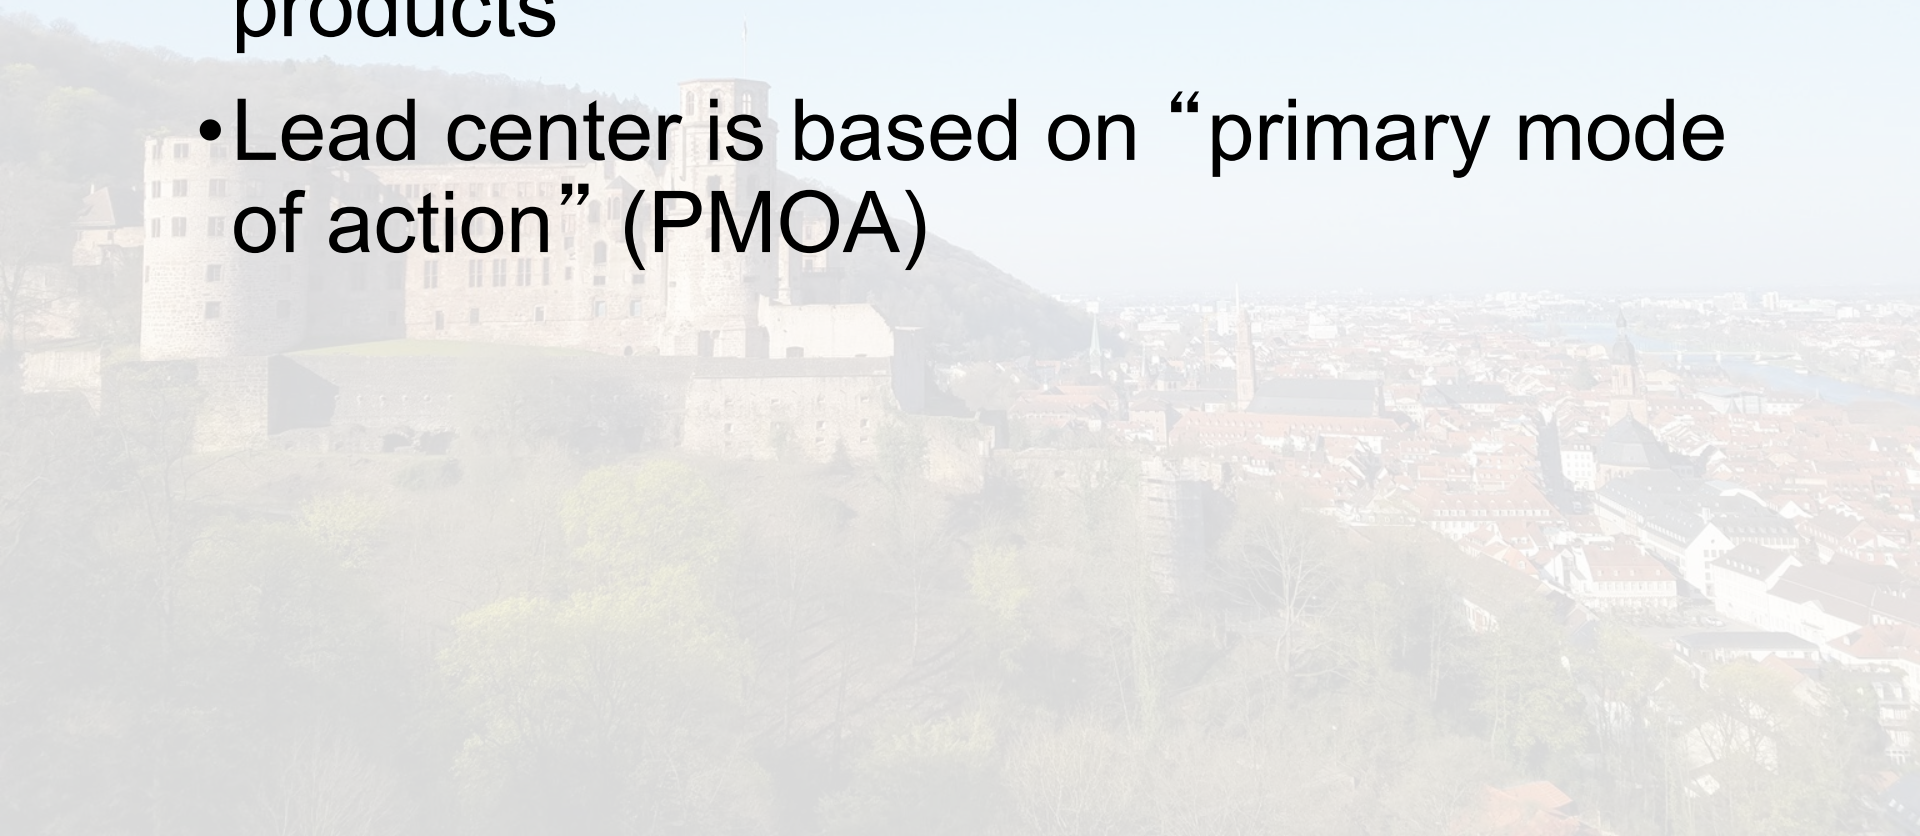 products
•Lead center is based on “primary mode
of action” (PMOA)